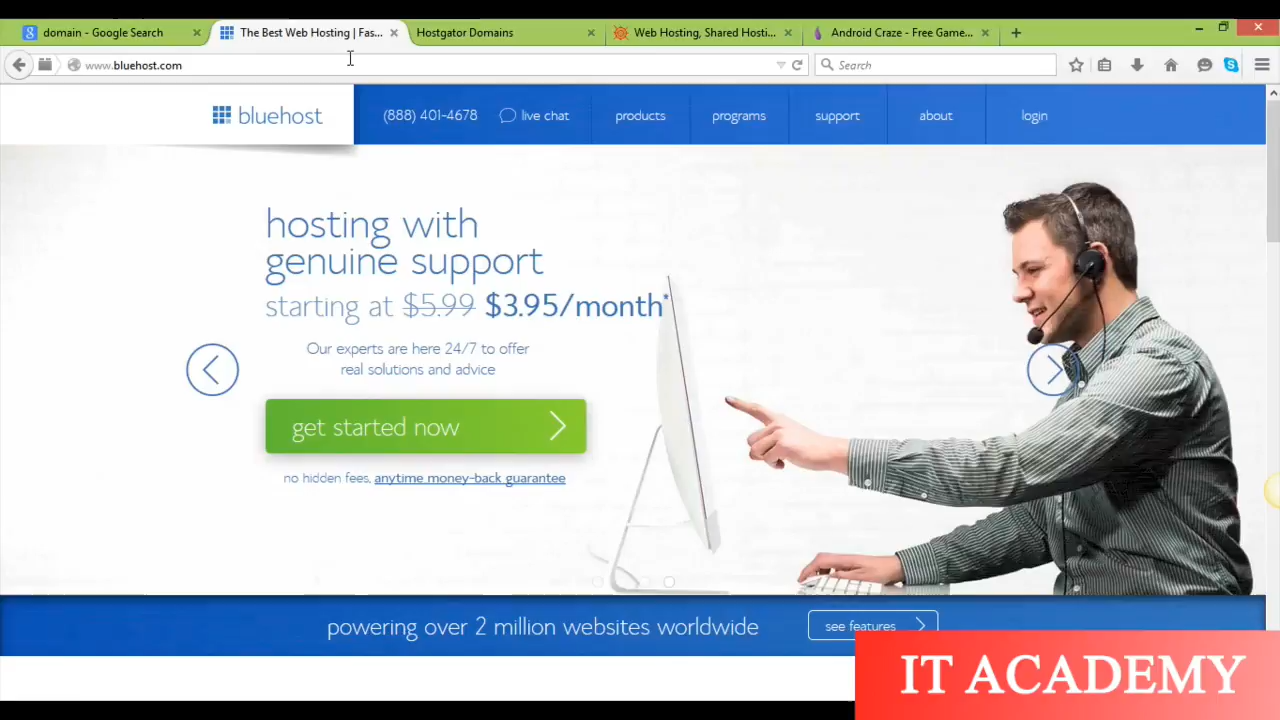 domain - Google Search
The Best Web Hosting | Fas...
Hostgator Domains
Web Hosting, Shared Hosti...
Android Craze - Free Game...
www.bluehost.com
Search
bluehost
(888) 401-4678
live chat
products
programs
support
about
login
hosting with
genuine support
starting at $5.99 $3.95/month*
Our experts are here 24/7 to offer
real solutions and advice
get started now
no hidden fees, anytime money-back guarantee
powering over 2 million websites worldwide
see features
IT ACADEMY